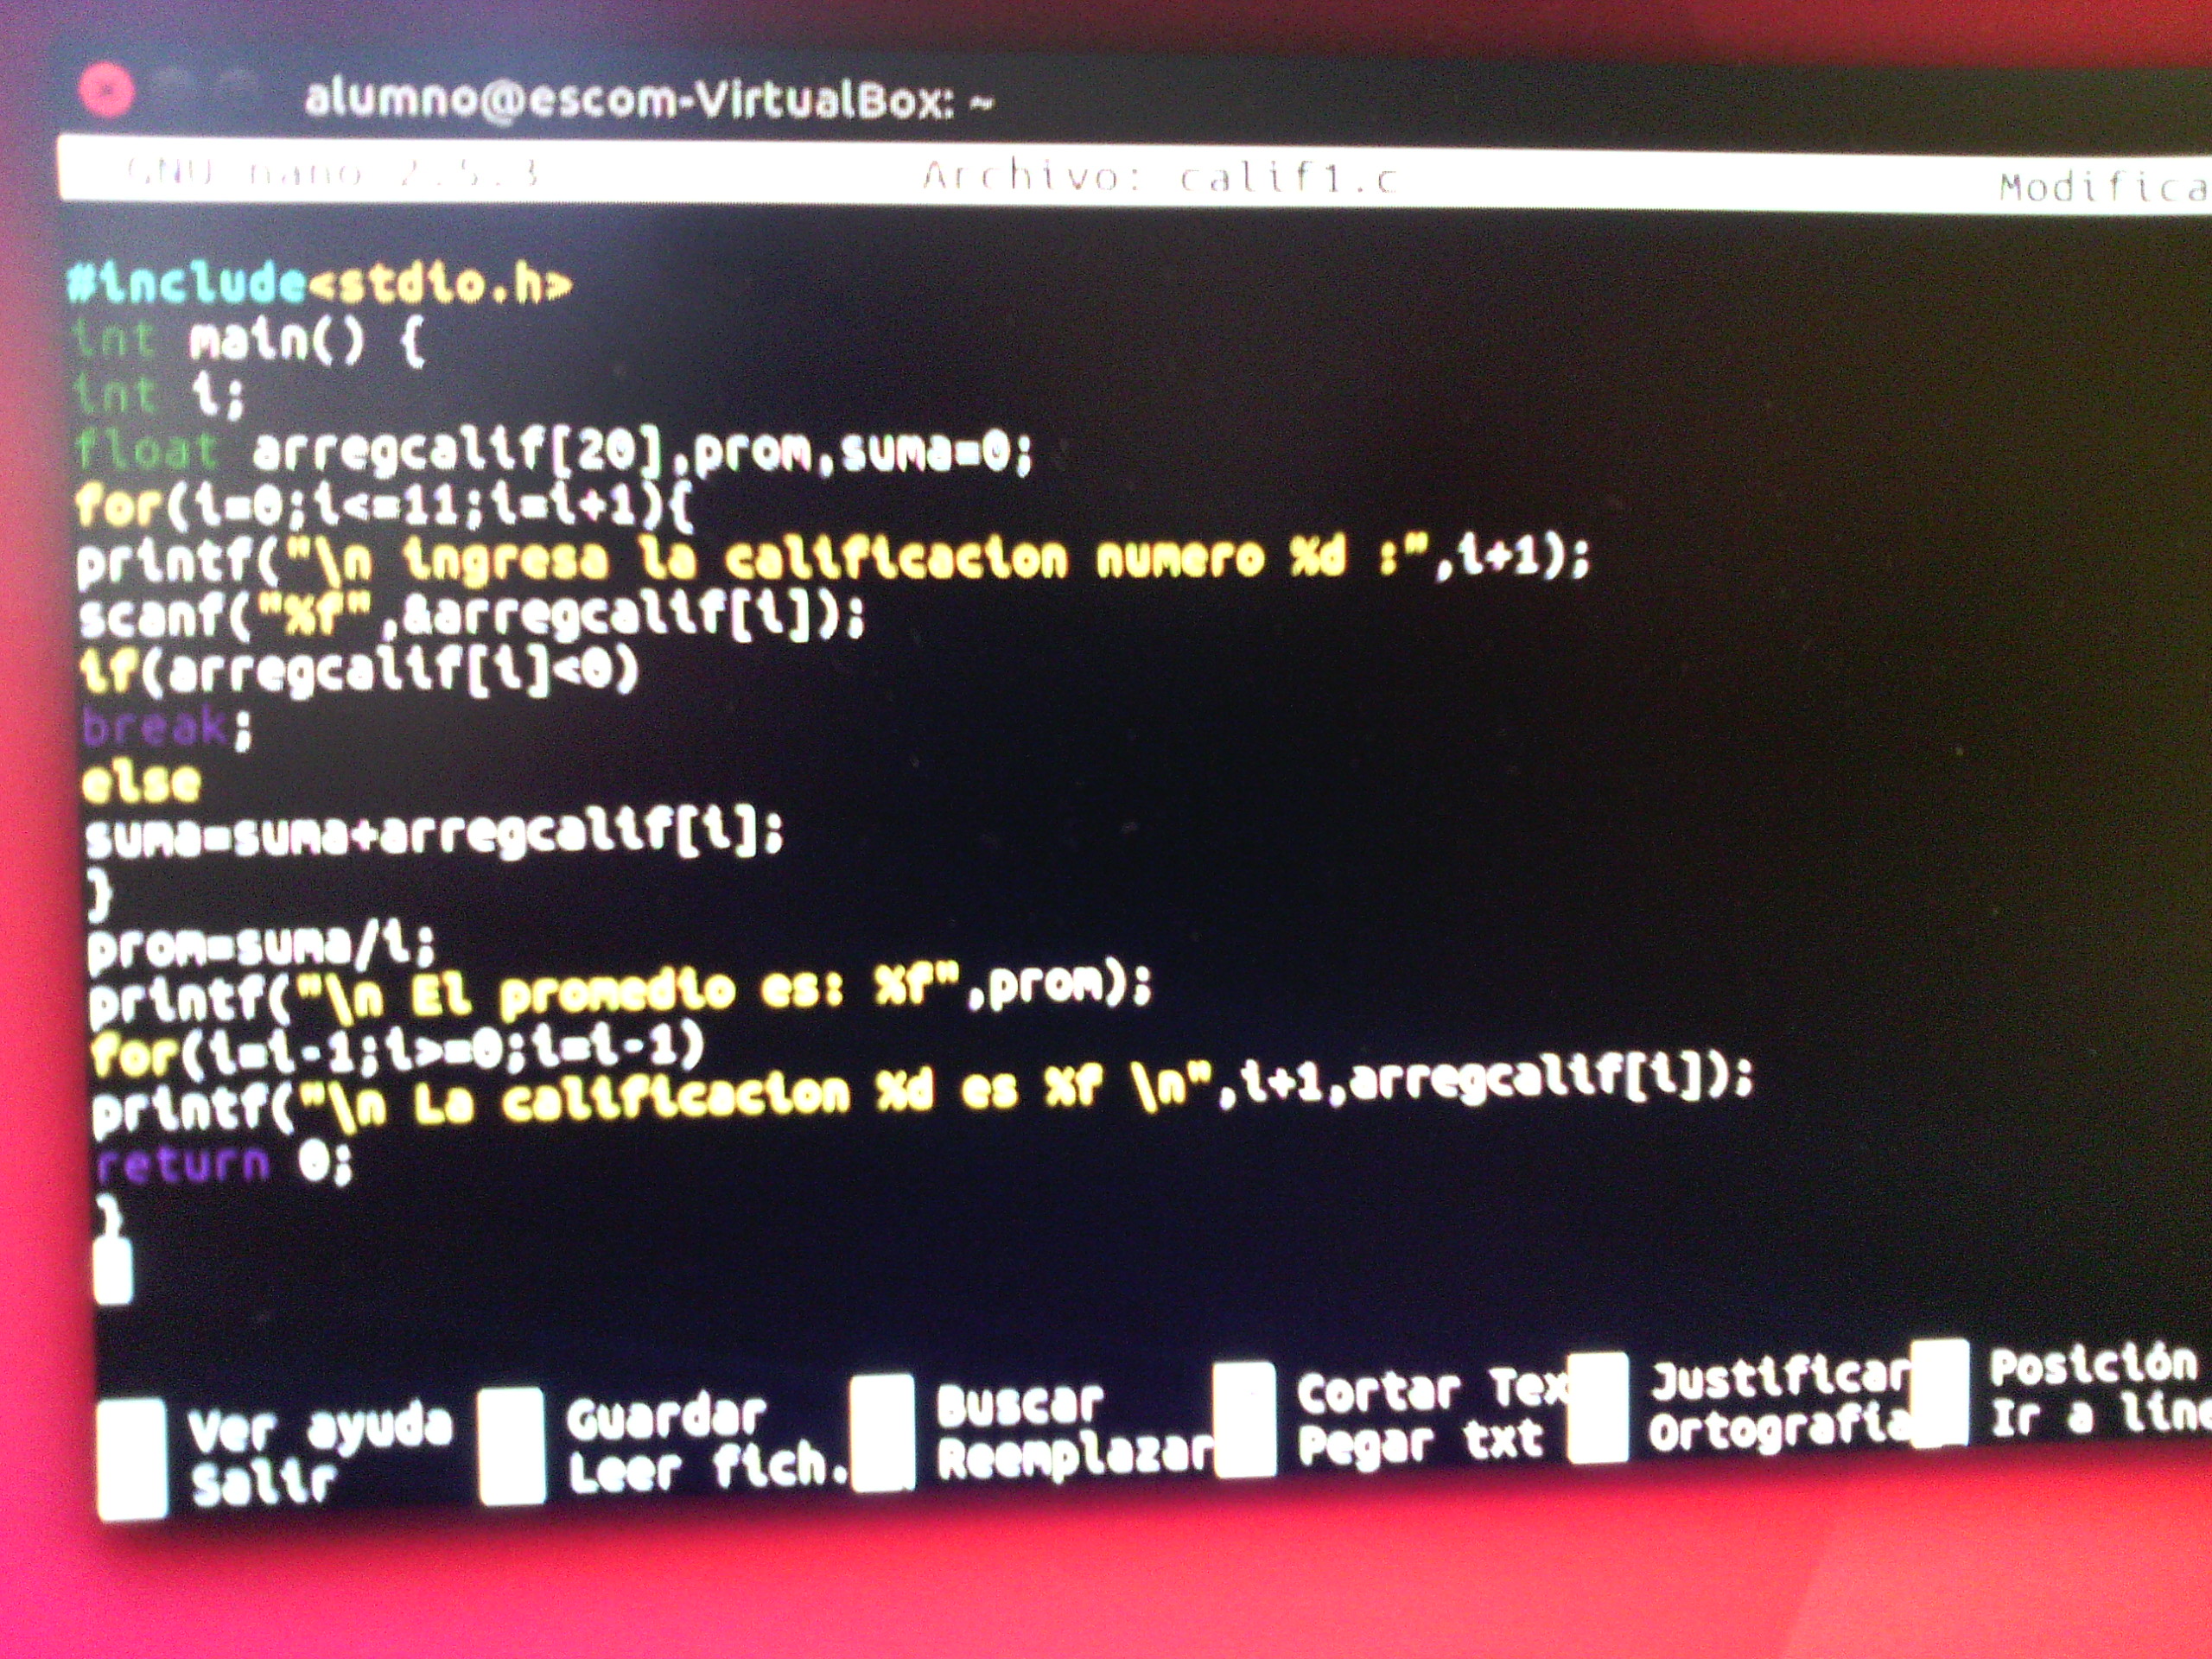 alumno@escom-VirtualBox: ~
GNU nano 2.5.3 Archivo: calif1.c Modifica
#include<stdio.h>
int main() {
int i;
float arregcalif[20],prom,suma=0;
for(i=0;i<=11;i=i+1){
printf("\n ingresa la calificacion numero %d :",i+1);
scanf("%f",&arregcalif[i]);
if(arregcalif[i]<0)
break;
else
suma=suma+arregcalif[i];
}
prom=suma/i;
printf("\n El promedio es: %f",prom);
for(i=i-1;i>=0;i=i-1)
printf("\n La calificacion %d es %f \n",i+1,arregcalif[i]);
return 0;
}
Ver ayuda Guardar Buscar Cortar Tex Justificar Posición
Salir Leer fich. Reemplazar Pegar txt Ortografía Ir a líne